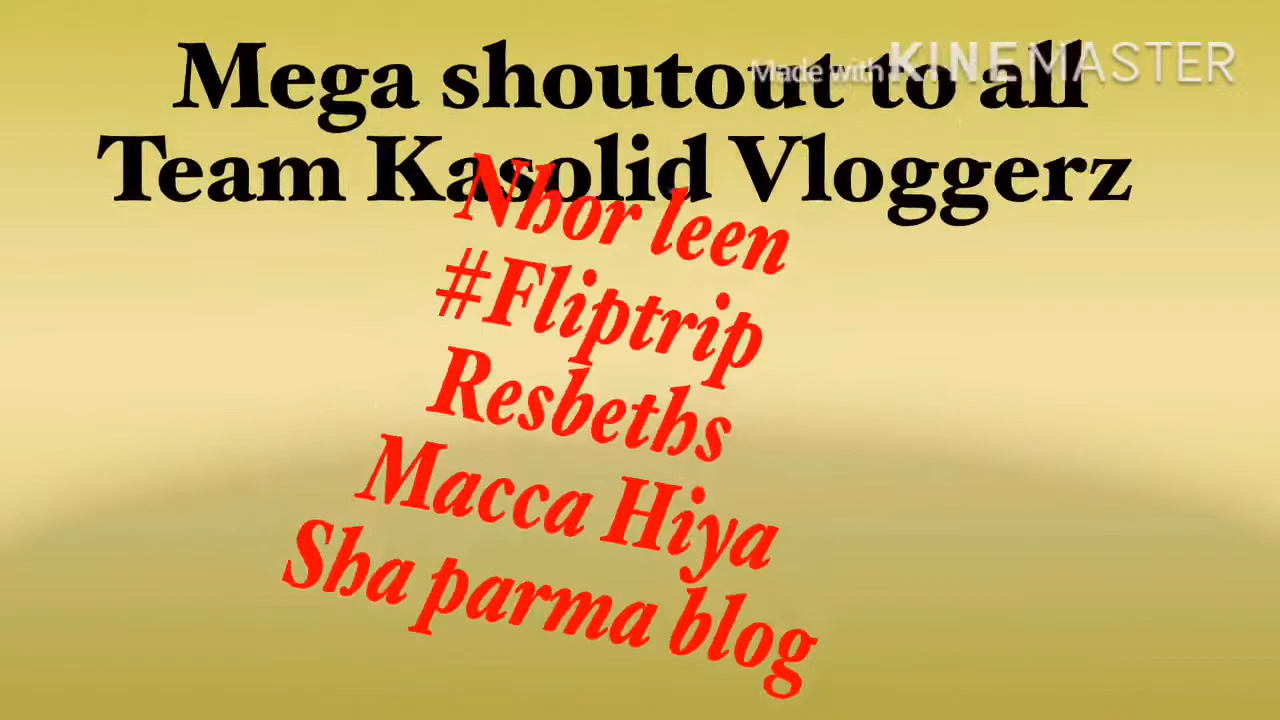 Mega shoutout to all
Made with KINEMASTER
Team Kasolid Vloggerz
Nhor leen
#Fliptrip
Resbeths
Macca Hiya
Sha parma blog